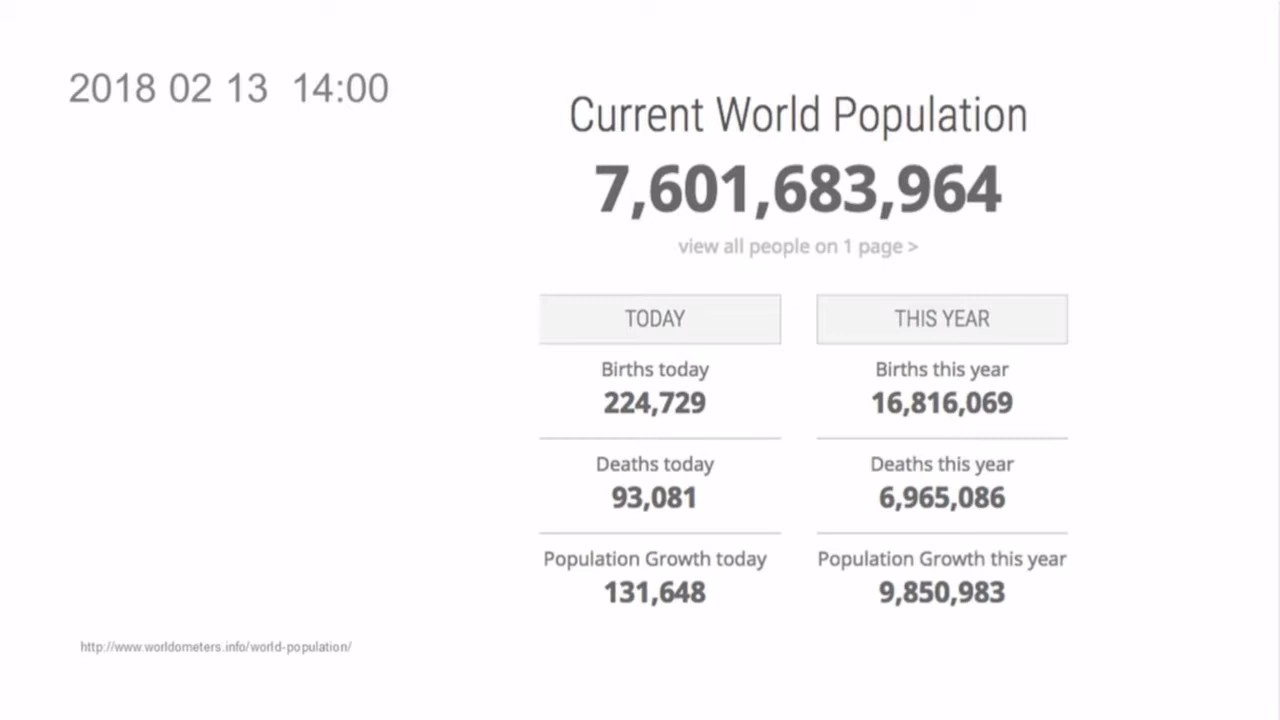 2018 02 13 14:00
Current World Population
7,601,683,964
view all people on 1 page >
TODAY
THIS YEAR
Births today
224,729
Births this year
16,816,069
Deaths today
93,081
Deaths this year
6,965,086
Population Growth today
131,648
Population Growth this year
9,850,983
http://www.worldometers.info/world-population/